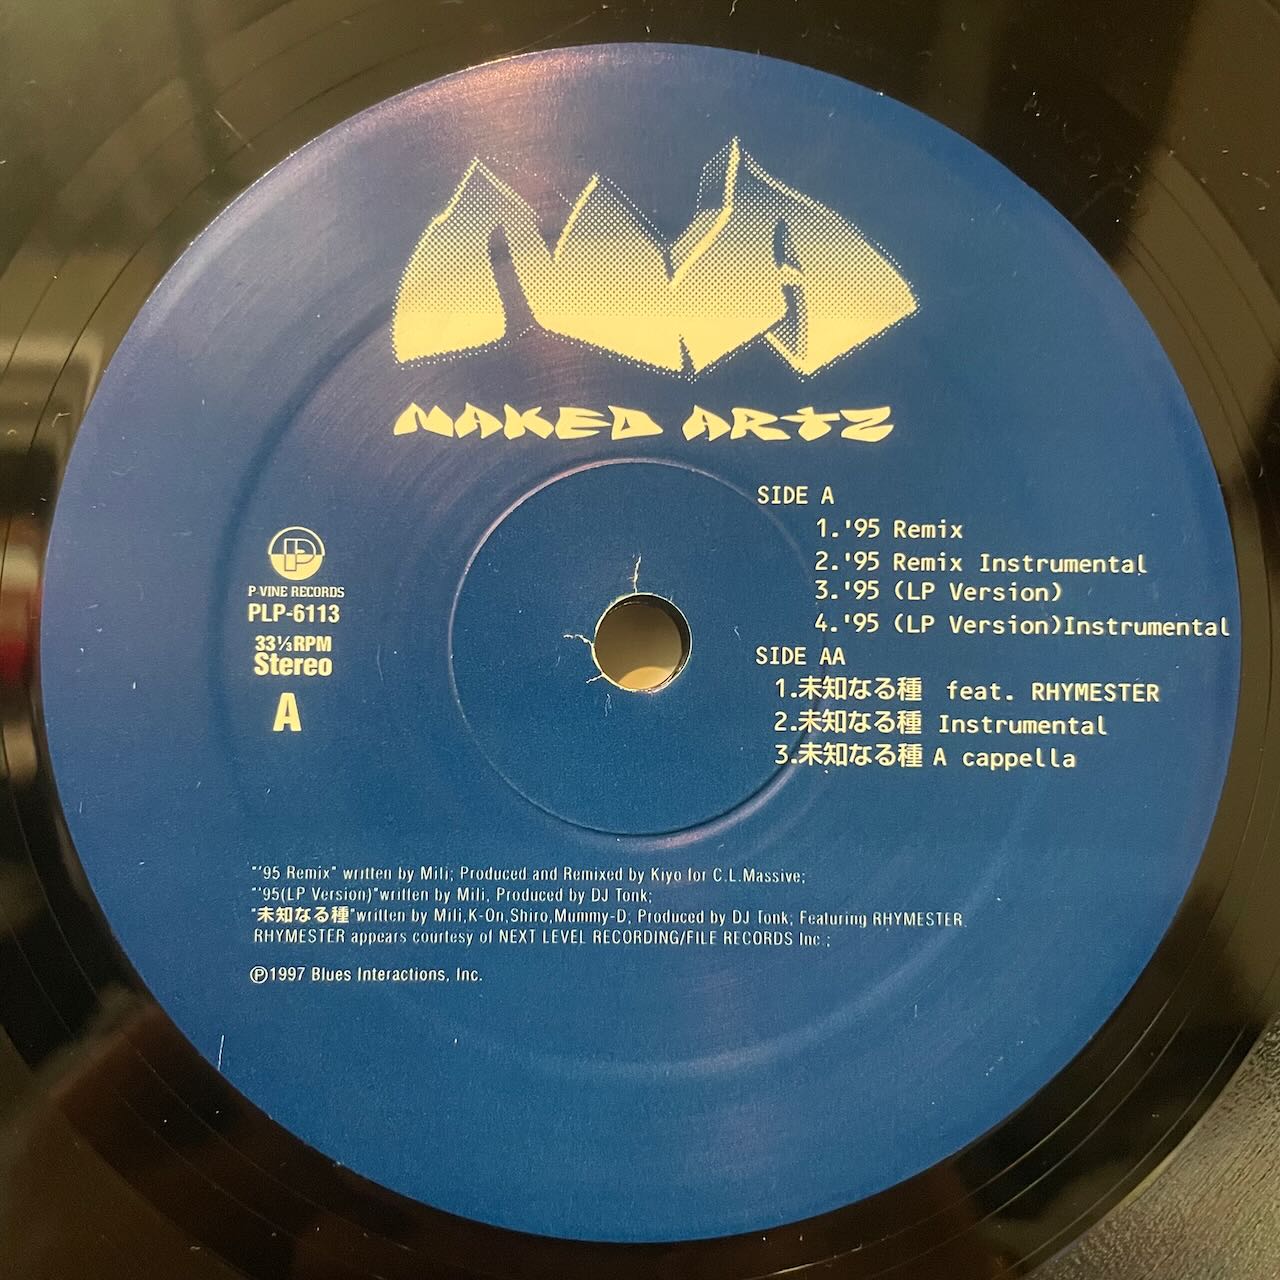 NAKED ARTZ
SIDE A
1.'95 Remix
2.'95 Remix Instrumental
3.'95 (LP Version)
4.'95 (LP Version)Instrumental
SIDE AA
1.未知なる種 feat. RHYMESTER
2.未知なる種 Instrumental
3.未知なる種 A cappella
P
P VINE RECORDS
PLP-6113
33⅓RPM
Stereo
A
"'95 Remix" written by Mili; Produced and Remixed by Kiyo for C.L.Massive;
"'95(LP Version)"written by Mili, Produced by DJ Tonk;
"未知なる種"written by Mili,K-On,Shiro,Mummy-D, Produced by DJ Tonk; Featuring RHYMESTER.
RHYMESTER appears courtesy of NEXT LEVEL RECORDING/FILE RECORDS Inc.;
Ⓟ1997 Blues Interactions, Inc.